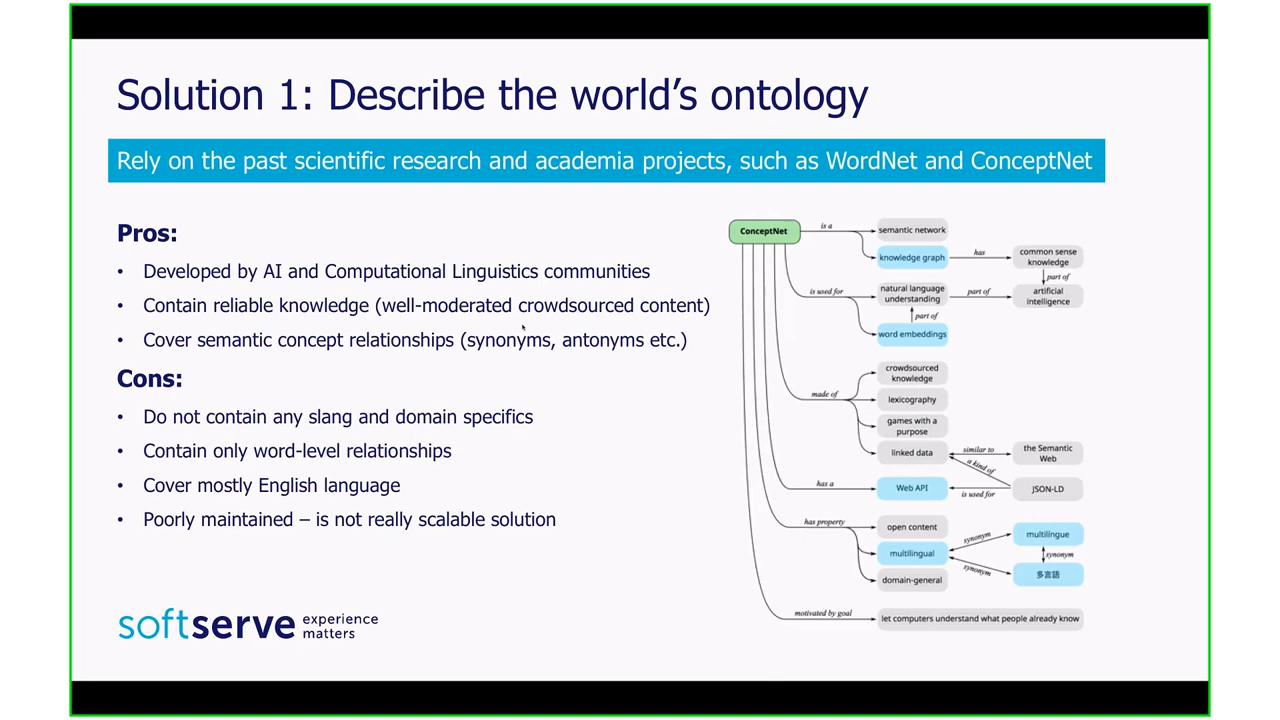 Solution 1: Describe the world's ontology
Rely on the past scientific research and academia projects, such as WordNet and ConceptNet
Pros:
• Developed by AI and Computational Linguistics communities
• Contain reliable knowledge (well-moderated crowdsourced content)
• Cover semantic concept relationships (synonyms, antonyms etc.)
Cons:
• Do not contain any slang and domain specifics
• Contain only word-level relationships
• Cover mostly English language
• Poorly maintained – is not really scalable solution
softserve
experience
matters
ConceptNet
is a
semantic network
knowledge graph
has
common sense
knowledge
part of
is used for
natural language
understanding
part of
artificial
intelligence
part of
word embeddings
made of
crowdsourced
knowledge
lexicography
games with a
purpose
linked data
similar to
the Semantic
Web
a kind of
has a
Web API
is used for
JSON-LD
has property
open content
multilingual
domain-general
synonym
multilingue
synonym
synonym
多言語
motivated by goal
let computers understand what people already know